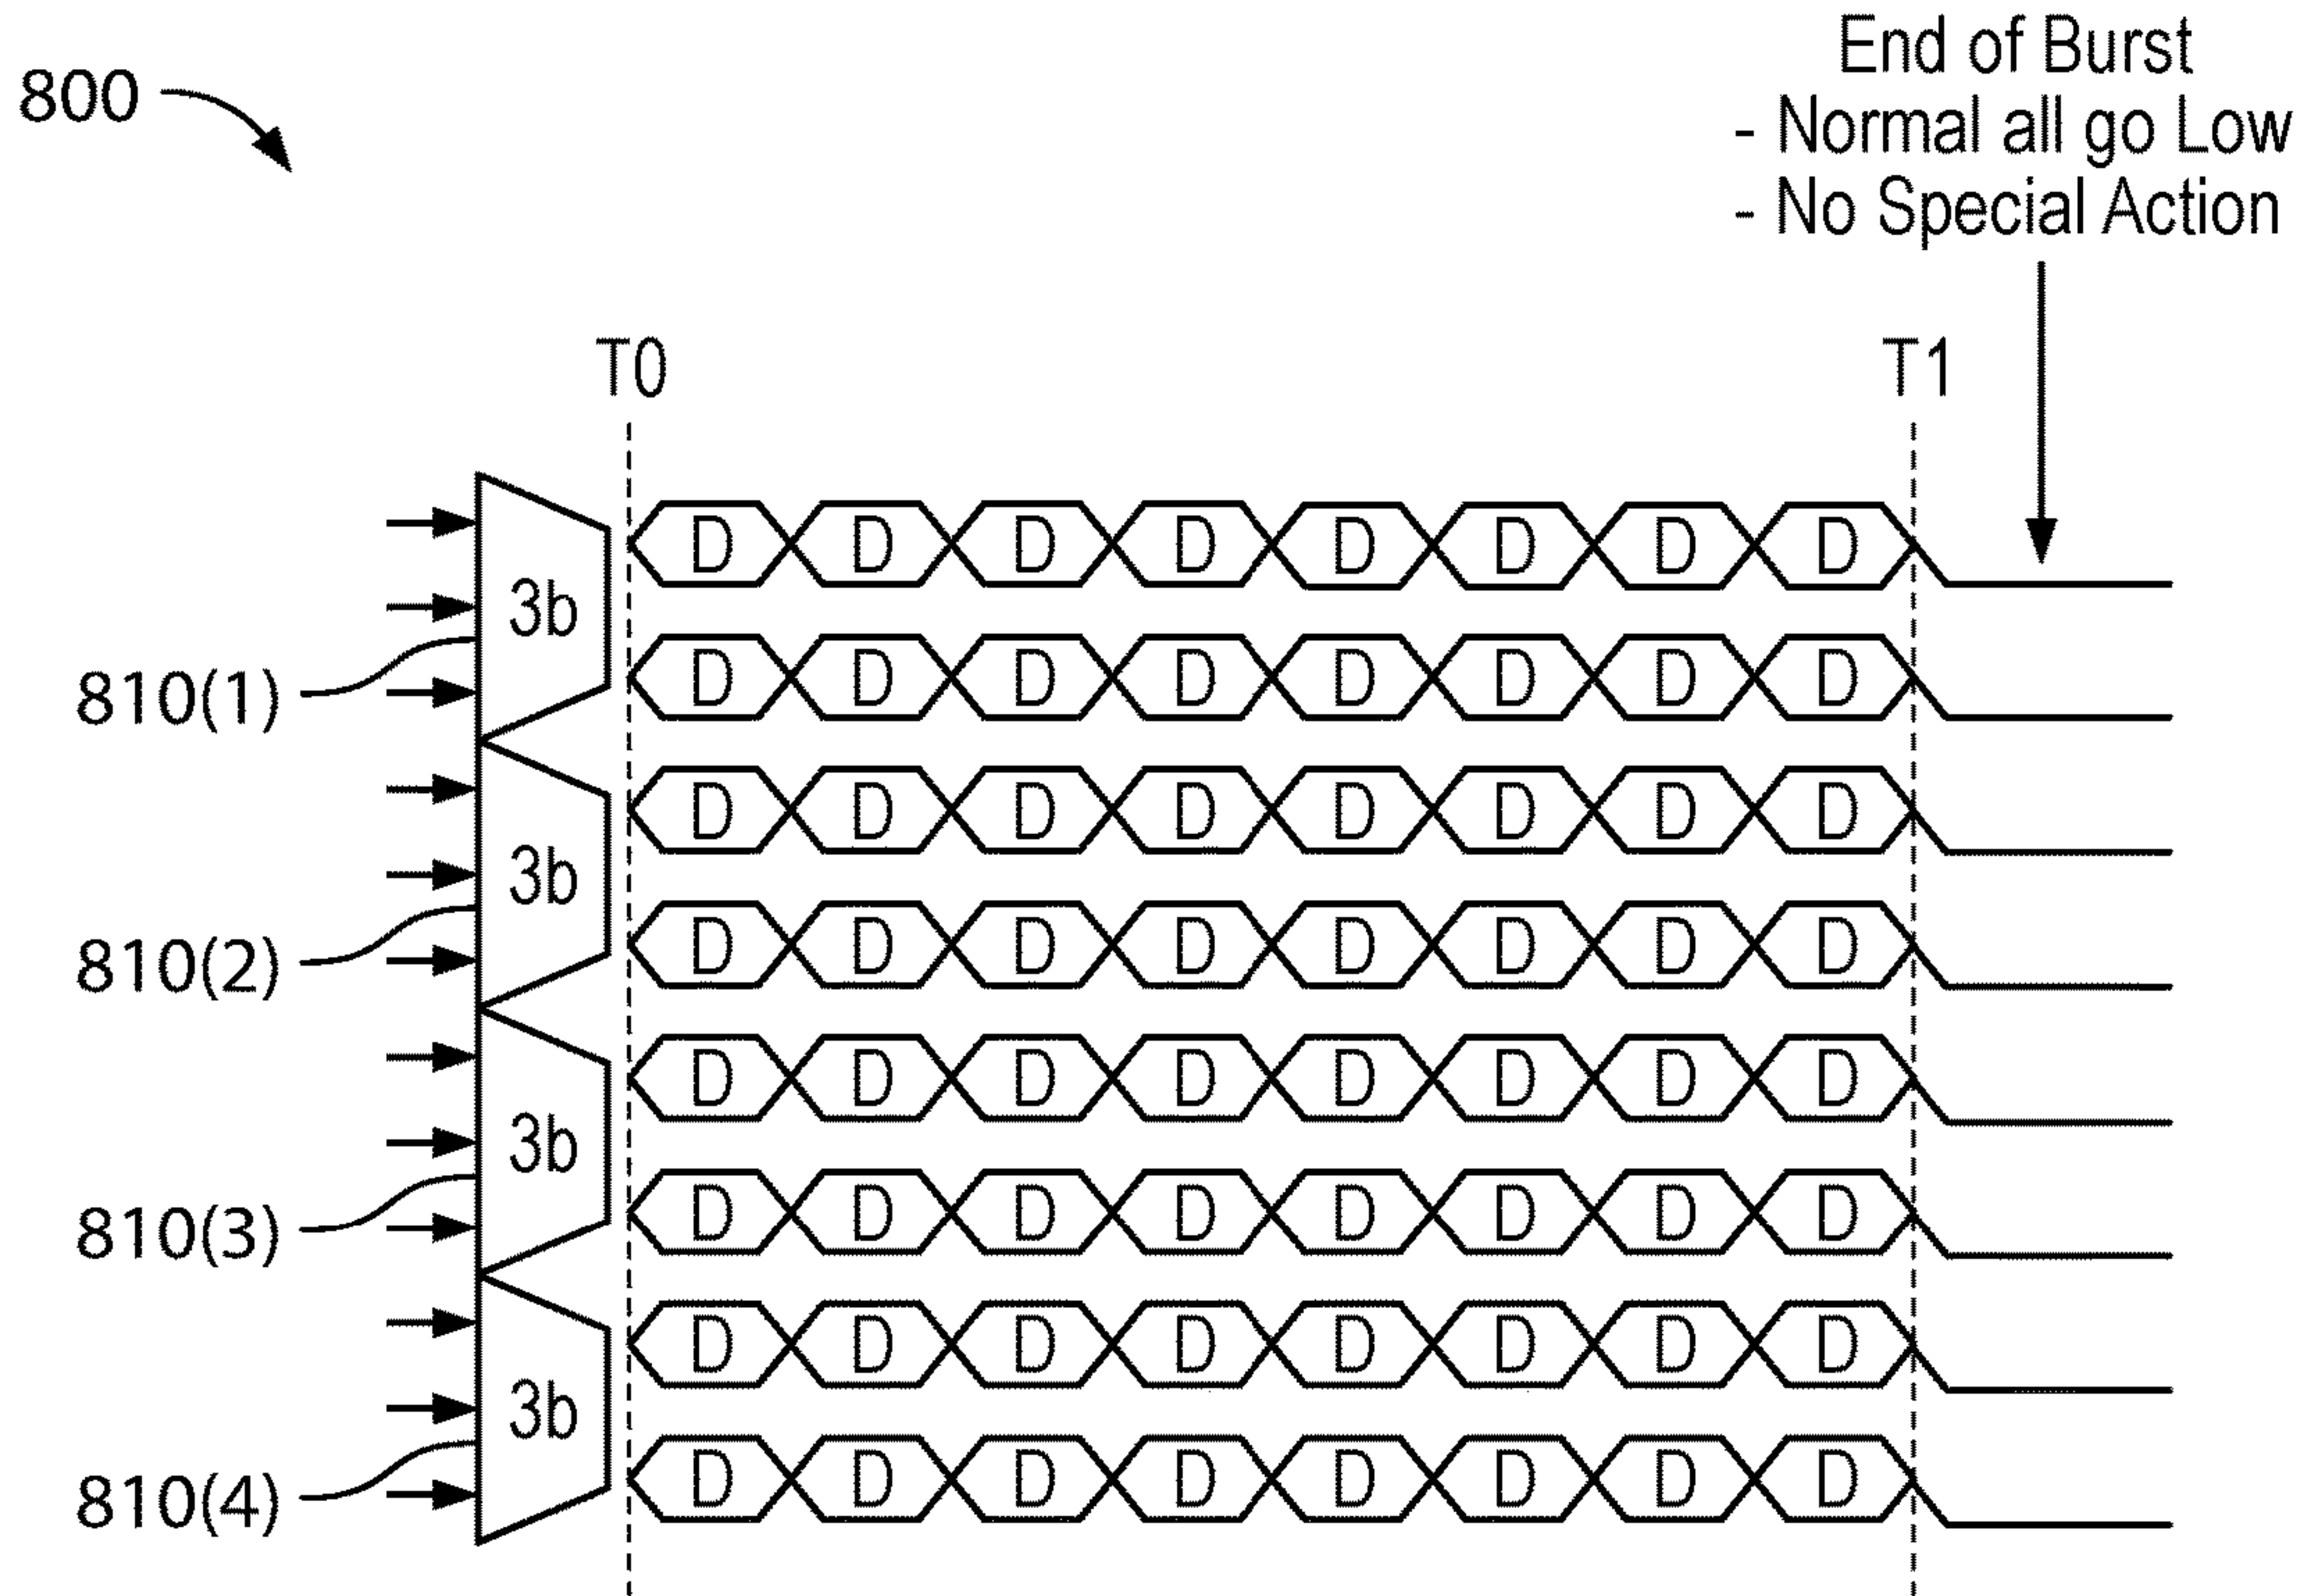 800
End of Burst
- Normal all go Low
- No Special Action
T0 T1
D D D D D D D D
3b
810(1)
D D D D D D D D
D D D D D D D D
3b
810(2)
D D D D D D D D
D D D D D D D D
3b
810(3)
D D D D D D D D
D D D D D D D D
3b
810(4)
D D D D D D D D